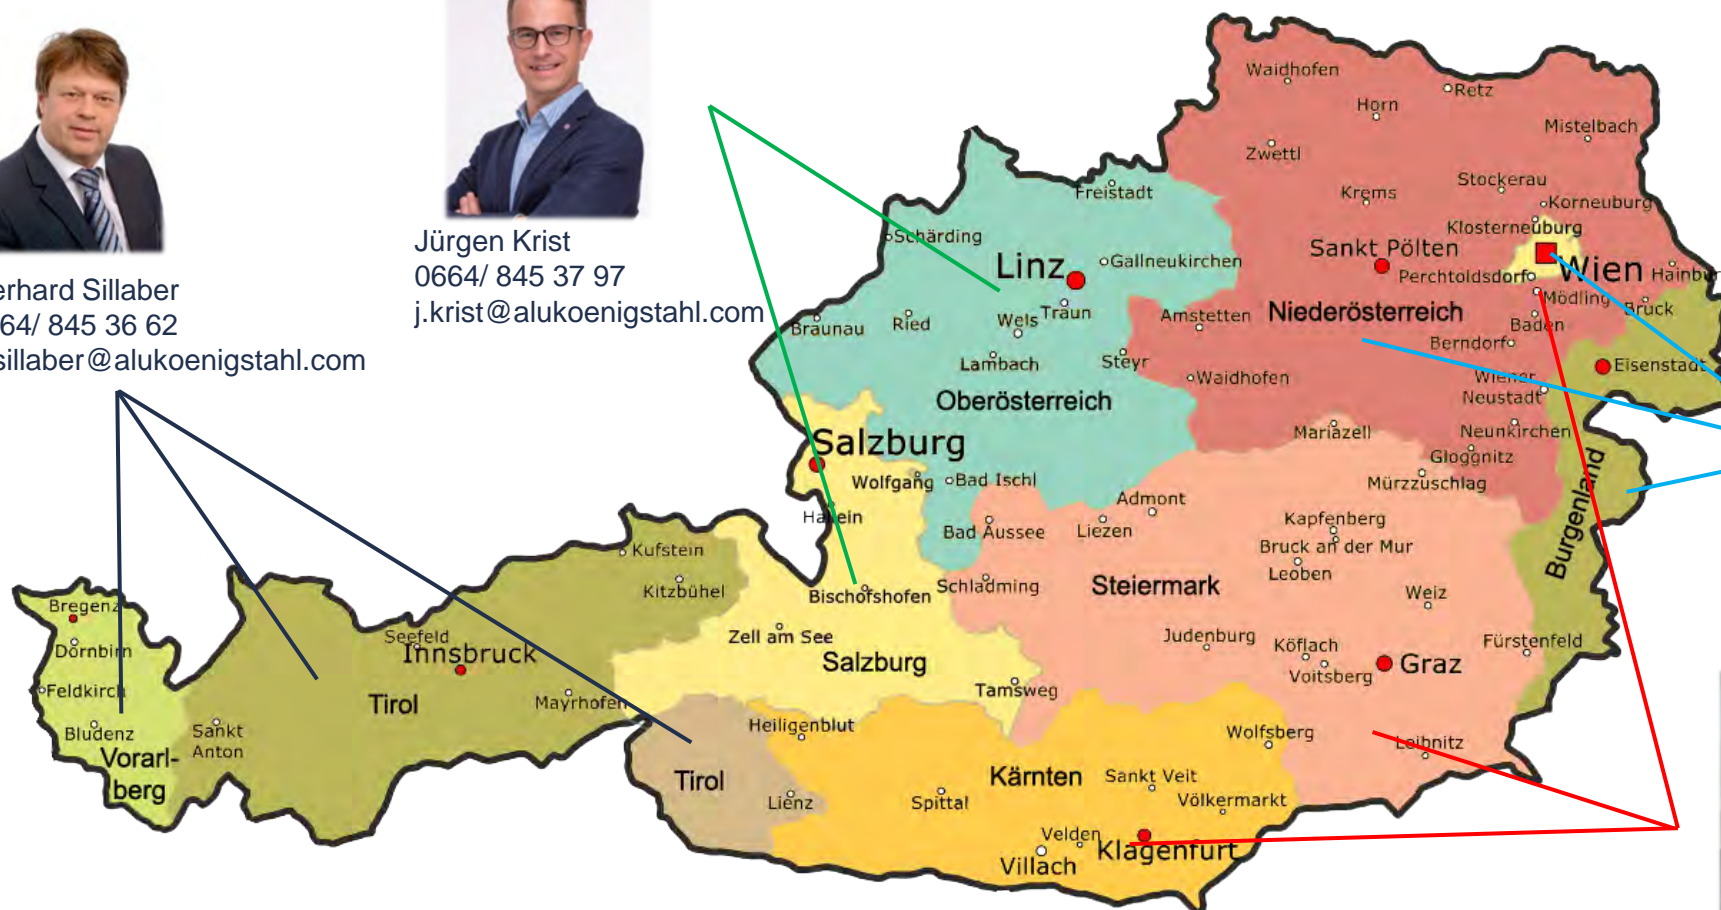 erhard Sillaber
64/ 845 36 62
sillaber@alukoenigstahl.com
Jürgen Krist
0664/ 845 37 97
j.krist@alukoenigstahl.com
Waidhofen
Retz
Horn
Mistelbach
Zwettl
Freistadt
Krems
Stockerau
Korneuburg
Klosterneuburg
Schärding
Linz
Gallneukirchen
Sankt Pölten
Wien
Perchtoldsdorf
Hainbur
Mödling
Bruck
Braunau
Ried
Wels
Traun
Amstetten
Niederösterreich
Baden
Berndorf
Lambach
Steyr
Waidhofen
Wiener
Neustadt
Eisenstadt
Oberösterreich
Salzburg
Mariazell
Neunkirchen
Gloggnitz
Wolfgang
Bad Ischl
Mürzzuschlag
Burgenland
Hallein
Admont
Bad Aussee
Liezen
Kapfenberg
Bruck an der Mur
Leoben
Kufstein
Kitzbühel
Bischofshofen
Schladming
Steiermark
Weiz
Bregenz
Dornbirn
Seefeld
Innsbruck
Zell am See
Salzburg
Judenburg
Köflach
Voitsberg
Graz
Fürstenfeld
Feldkirch
Tirol
Mayrhofen
Tamsweg
Bludenz
Sankt
Anton
Vorarl-
berg
Heiligenblut
Wolfsberg
Leibnitz
Tirol
Lienz
Kärnten
Spittal
Sankt Veit
Völkermarkt
Velden
Klagenfurt
Villach